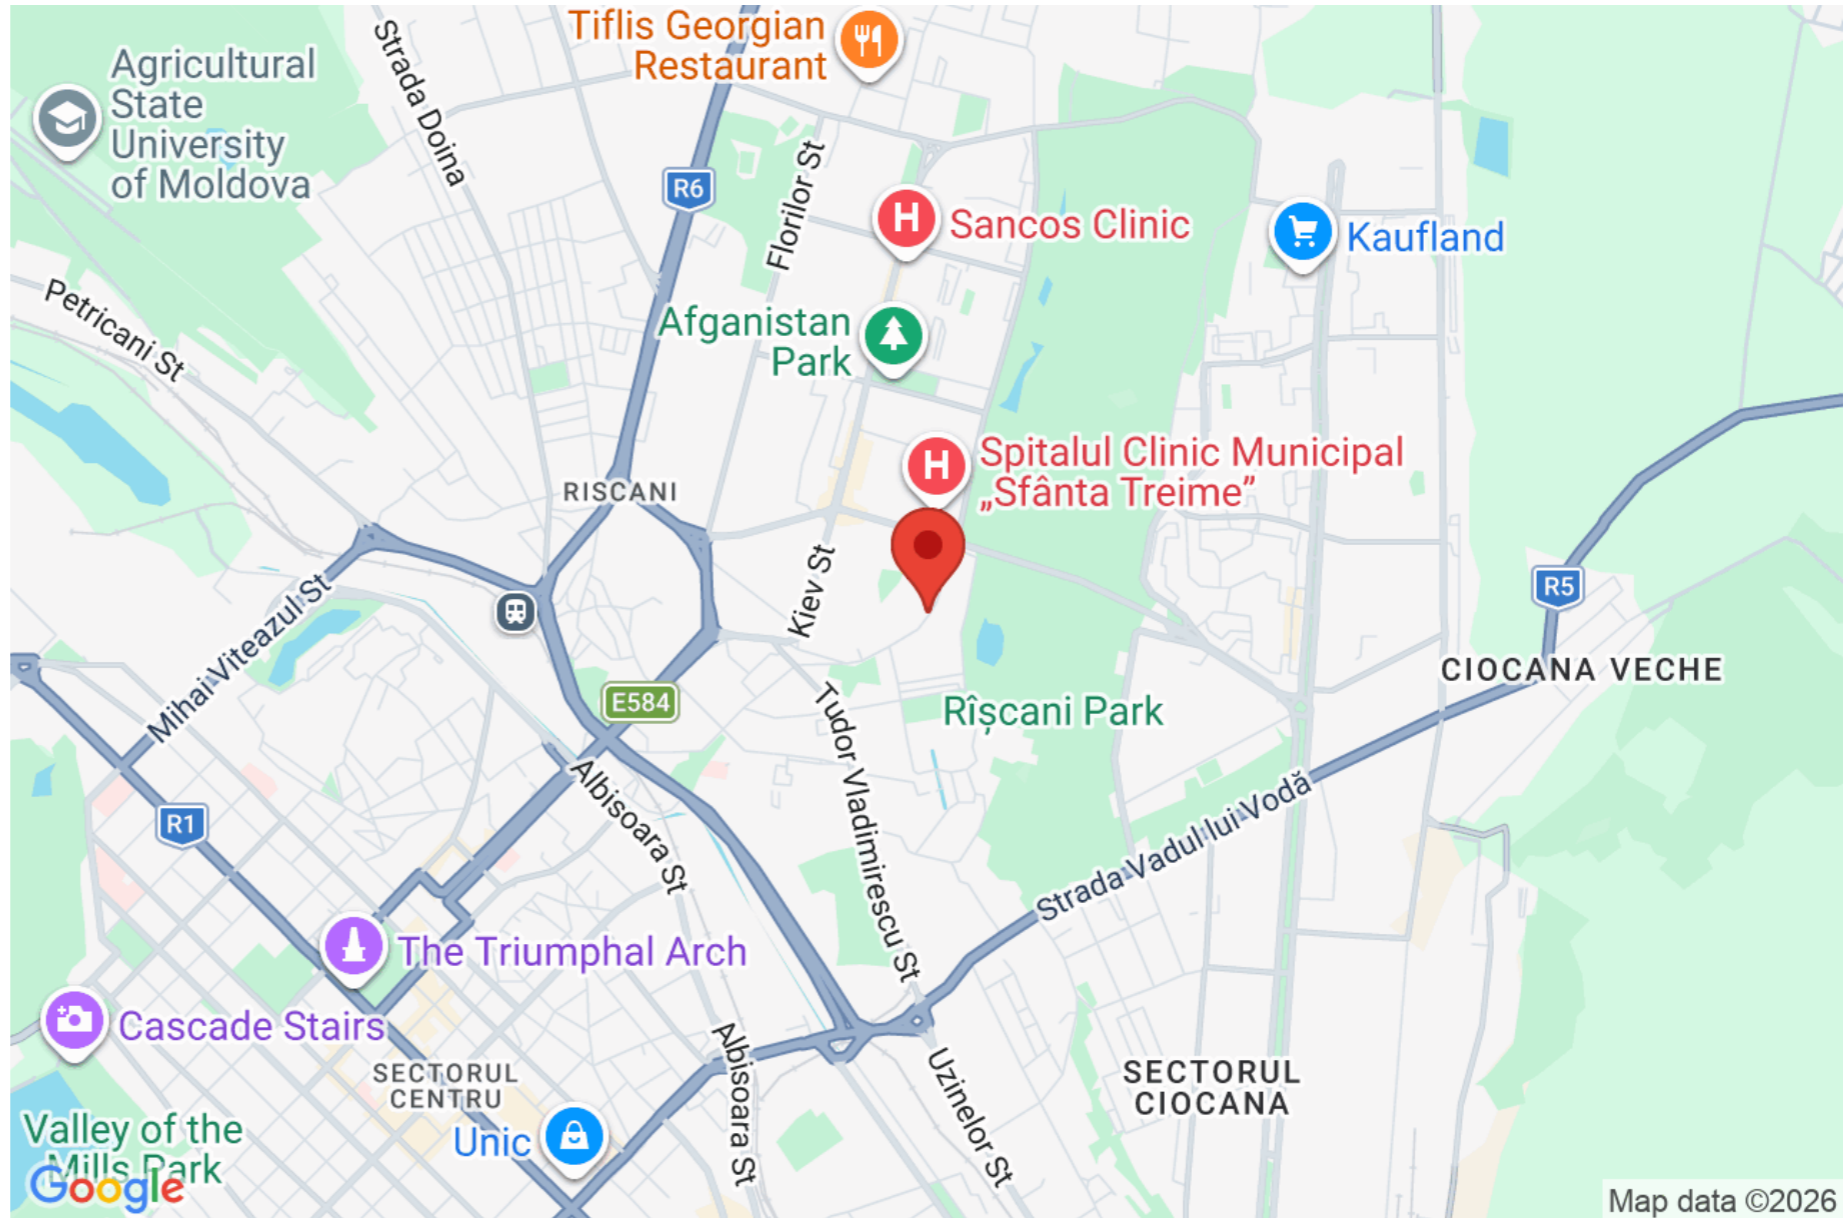 Tiflis Georgian
Restaurant
Agricultural
State
University
of Moldova
Strada Doina
R6
Florilor St
Sancos Clinic
Kaufland
Petricani St
Afganistan
Park
Spitalul Clinic Municipal
„Sfânta Treime”
RISCANI
Kiev St
R5
Mihai Viteazul St
CIOCANA VECHE
E584
Rîșcani Park
Tudor Vladimirescu St
Albisoara St
R1
Strada Vadul lui Vodă
The Triumphal Arch
Cascade Stairs
Albisoara St
Uzinelor St
SECTORUL
CENTRU
SECTORUL
CIOCANA
Valley of the
Mills Park
Unic
Google
Map data ©2026